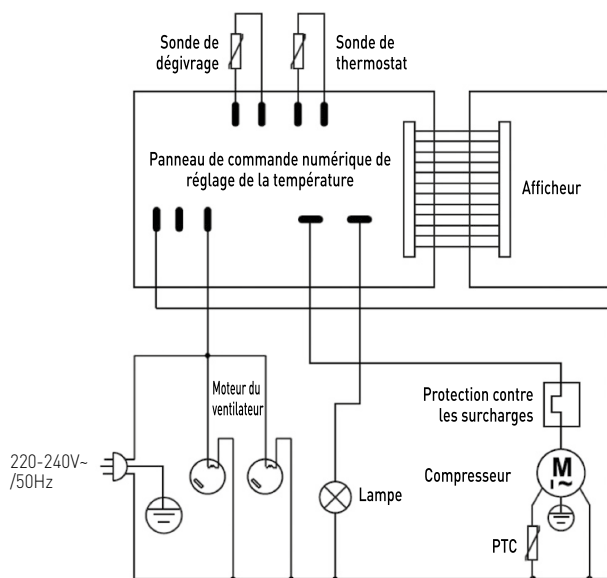 Sonde de
dégivrage
Sonde de
thermostat
Panneau de commande numérique de
réglage de la température
Afficheur
Moteur du
ventilateur
Protection contre
les surcharges
220-240V~
/50Hz
Compresseur
M
1~
Lampe
PTC